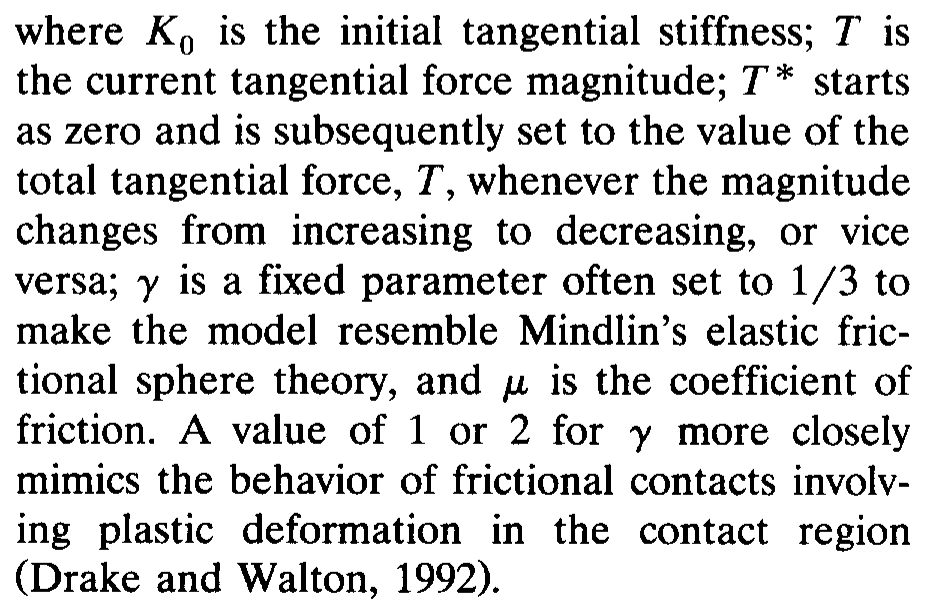 where K₀ is the initial tangential stiffness; T is
the current tangential force magnitude; T* starts
as zero and is subsequently set to the value of the
total tangential force, T, whenever the magnitude
changes from increasing to decreasing, or vice
versa; γ is a fixed parameter often set to 1/3 to
make the model resemble Mindlin's elastic fric-
tional sphere theory, and μ is the coefficient of
friction. A value of 1 or 2 for γ more closely
mimics the behavior of frictional contacts involv-
ing plastic deformation in the contact region
(Drake and Walton, 1992).